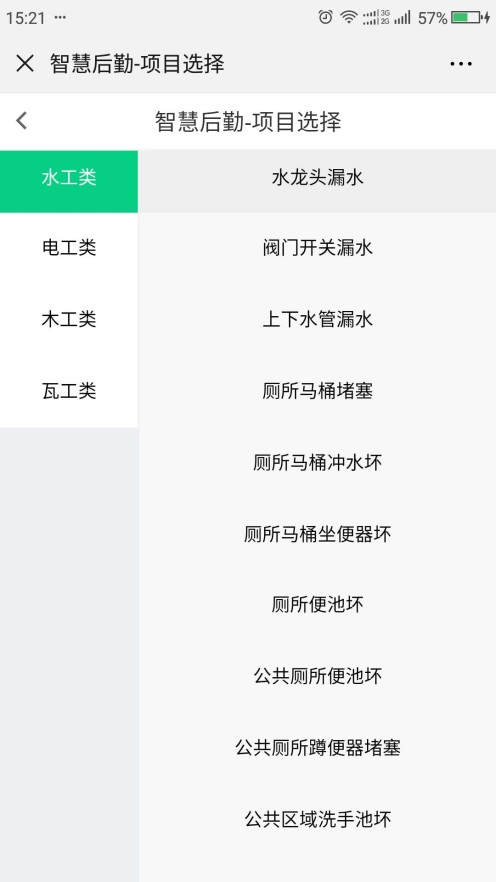 15:21 ··· 3G 2G 57%
智慧后勤-项目选择 ···
智慧后勤-项目选择
水工类 水龙头漏水
电工类 阀门开关漏水
木工类 上下水管漏水
瓦工类 厕所马桶堵塞
厕所马桶冲水坏
厕所马桶坐便器坏
厕所便池坏
公共厕所便池坏
公共厕所蹲便器堵塞
公共区域洗手池坏